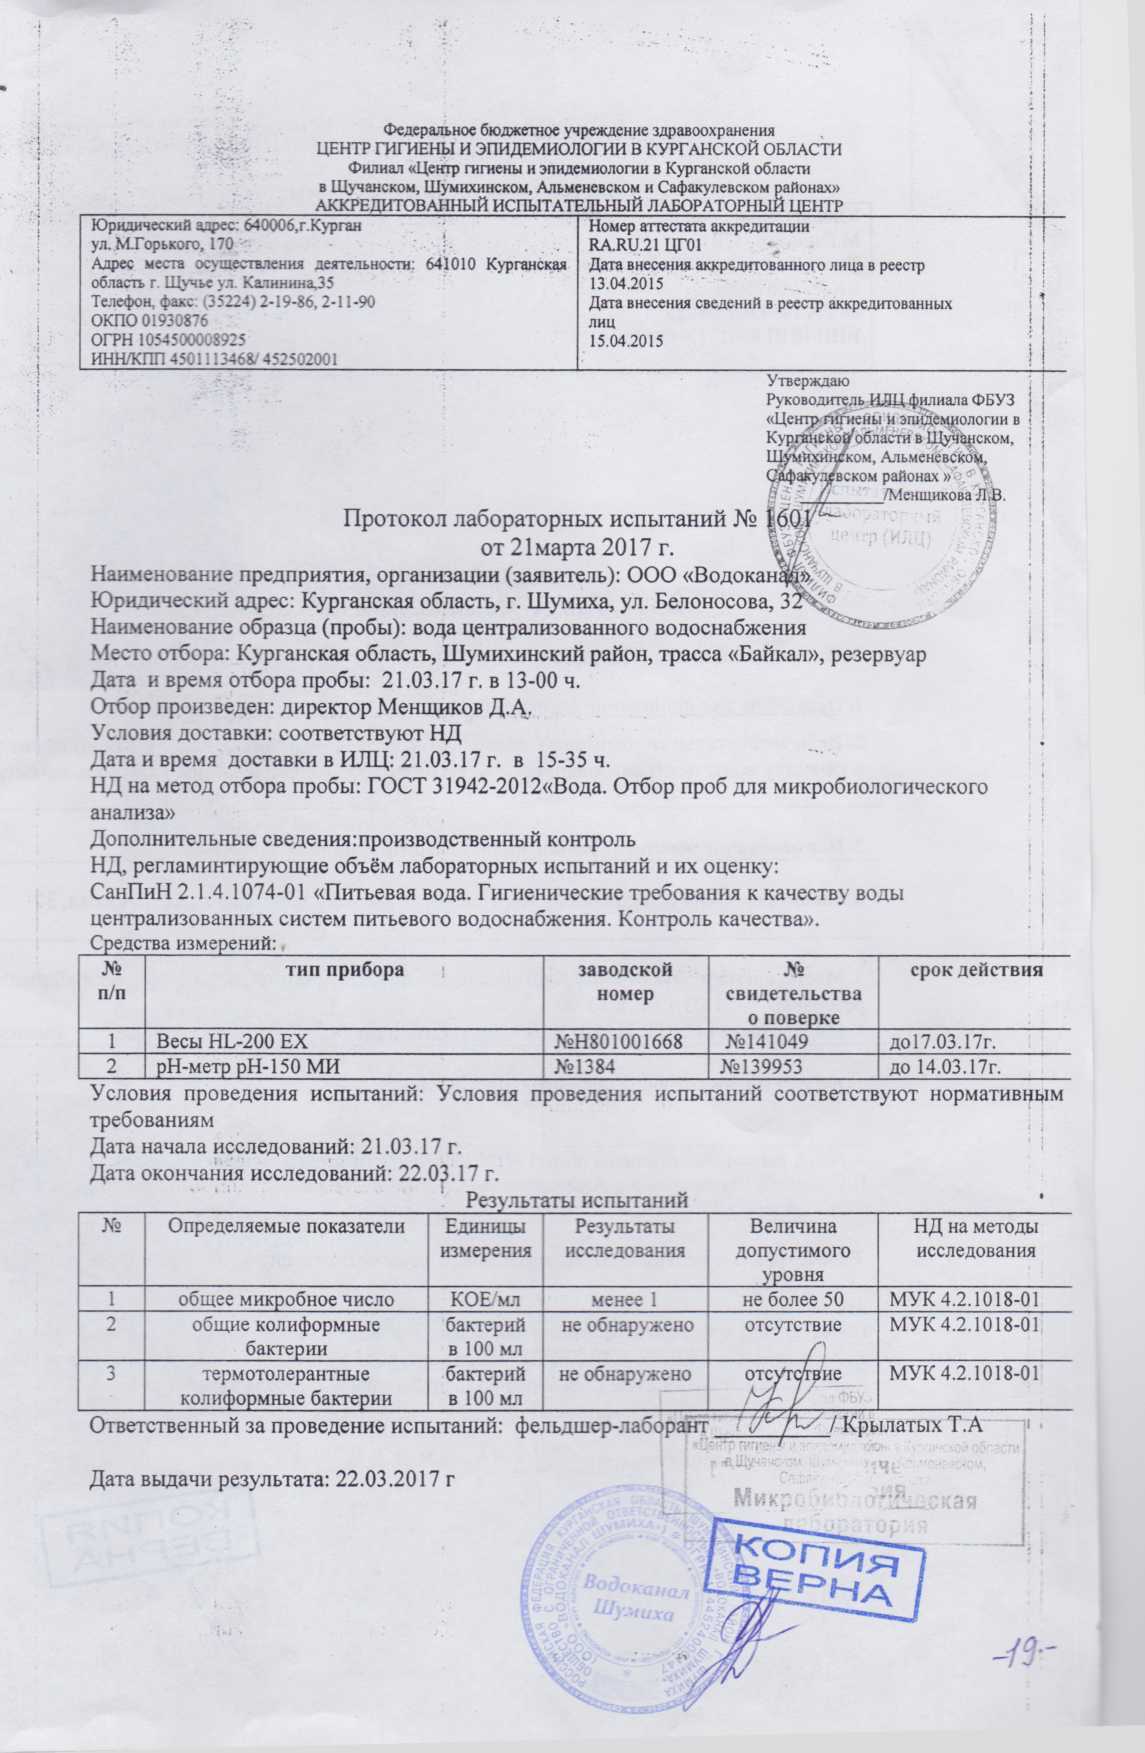 Федеральное бюджетное учреждение здравоохранения
ЦЕНТР ГИГИЕНЫ И ЭПИДЕМИОЛОГИИ В КУРГАНСКОЙ ОБЛАСТИ
Филиал «Центр гигиены и эпидемиологии в Курганской области
в Щучанском, Шумихинском, Альменевском и Сафакулевском районах»
АККРЕДИТОВАННЫЙ ИСПЫТАТЕЛЬНЫЙ ЛАБОРАТОРНЫЙ ЦЕНТР
Юридический адрес: 640006,г.Курган
ул. М.Горького, 170
Адрес места осуществления деятельности: 641010 Курганская
область г. Щучье ул. Калинина,35
Телефон, факс: (35224) 2-19-86, 2-11-90
ОКПО 01930876
ОГРН 1054500008925
ИНН/КПП 4501113468/ 452502001
Номер аттестата аккредитации
RA.RU.21 ЦГ01
Дата внесения аккредитованного лица в реестр
13.04.2015
Дата внесения сведений в реестр аккредитованных
лиц
15.04.2015
Утверждаю
Руководитель ИЛЦ филиала ФБУЗ
«Центр гигиены и эпидемиологии в
Курганской области в Щучанском,
Шумихинском, Альменевском,
Сафакулевском районах »
/Менщикова Л.В.
лабораторный
центр (ИЛЦ)
Протокол лабораторных испытаний № 1601
от 21марта 2017 г.
Наименование предприятия, организации (заявитель): ООО «Водоканал»
Юридический адрес: Курганская область, г. Шумиха, ул. Белоносова, 32
Наименование образца (пробы): вода централизованного водоснабжения
Место отбора: Курганская область, Шумихинский район, трасса «Байкал», резервуар
Дата и время отбора пробы: 21.03.17 г. в 13-00 ч.
Отбор произведен: директор Менщиков Д.А.
Условия доставки: соответствуют НД
Дата и время доставки в ИЛЦ: 21.03.17 г. в 15-35 ч.
НД на метод отбора пробы: ГОСТ 31942-2012«Вода. Отбор проб для микробиологического
анализа»
Дополнительные сведения:производственный контроль
НД, регламинтирующие объём лабораторных испытаний и их оценку:
СанПиН 2.1.4.1074-01 «Питьевая вода. Гигиенические требования к качеству воды
централизованных систем питьевого водоснабжения. Контроль качества».
Средства измерений:
№ п/п тип прибора заводской номер № свидетельства о поверке срок действия
1 Весы HL-200 EX №H801001668 №141049 до17.03.17г.
2 рН-метр рН-150 МИ №1384 №139953 до 14.03.17г.
Условия проведения испытаний: Условия проведения испытаний соответствуют нормативным
требованиям
Дата начала исследований: 21.03.17 г.
Дата окончания исследований: 22.03.17 г.
Результаты испытаний
№ Определяемые показатели Единицы измерения Результаты исследования Величина допустимого уровня НД на методы исследования
1 общее микробное число КОЕ/мл менее 1 не более 50 МУК 4.2.1018-01
2 общие колиформные бактерии бактерий в 100 мл не обнаружено отсутствие МУК 4.2.1018-01
3 термотолерантные колиформные бактерии бактерий в 100 мл не обнаружено отсутствие МУК 4.2.1018-01
Ответственный за проведение испытаний: фельдшер-лаборант / Крылатых Т.А
«Центр гигиены и эпидемиологии в Курганской области
в Щучанском, Шумихинском, Альменевском,
Микробиологическая
лаборатория
Дата выдачи результата: 22.03.2017 г
КОПИЯ
ВЕРНА
Водоканал
Шумиха
-19-